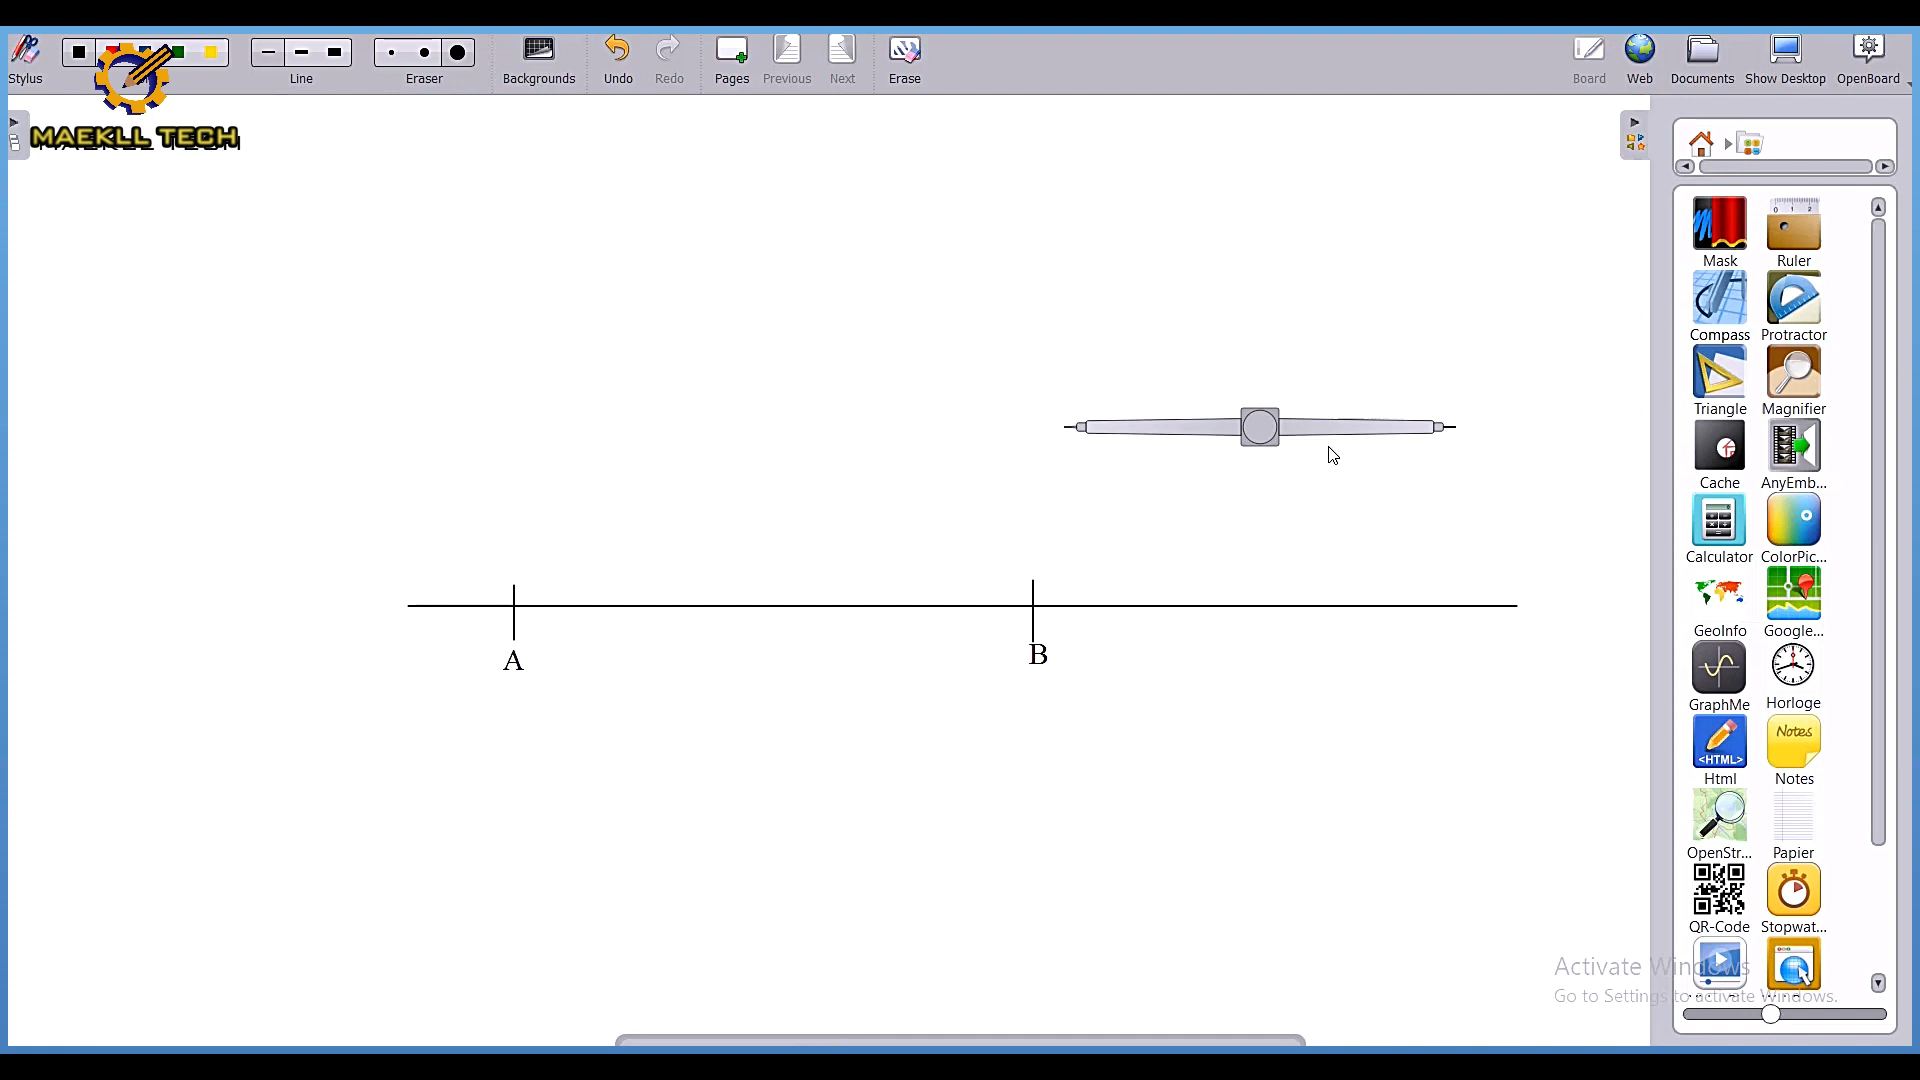 Stylus
Line
Eraser
Backgrounds
Undo
Redo
Pages
Previous
Next
Erase
Board
Web
Documents
Show Desktop
OpenBoard
MAEKLL TECH
Mask
Ruler
Compass
Protractor
Triangle
Magnifier
Cache
AnyEmb...
Calculator
ColorPic...
GeoInfo
Google...
GraphMe
Horloge
<HTML>
Notes
Html
Notes
OpenStr...
Papier
QR-Code
Stopwat...
A
B
Activate Windows
Go to Settings to activate Windows.